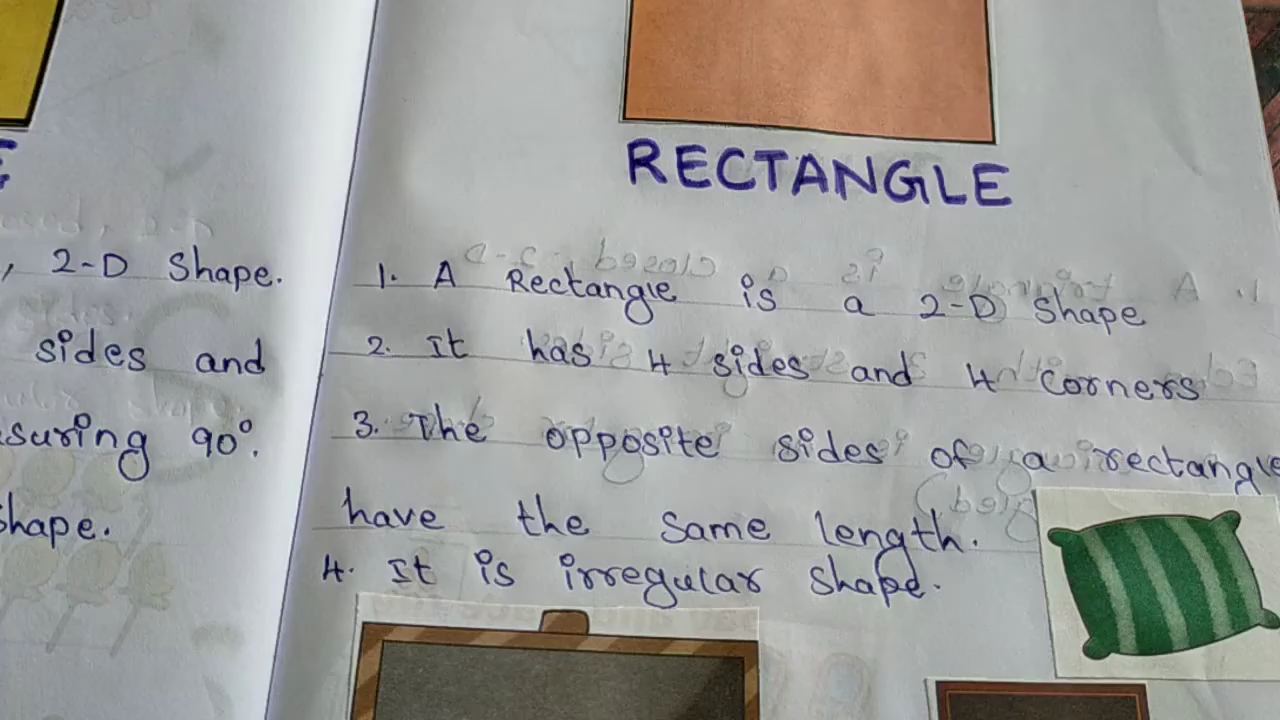 , 2-D Shape.
sides and
suring 90°.
shape.
RECTANGLE
1. A Rectangle is a 2-D Shape
2. It has 4 sides and 4 corners
3. The opposite sides of a rectangle
have the same length.
4. It is irregular shape.